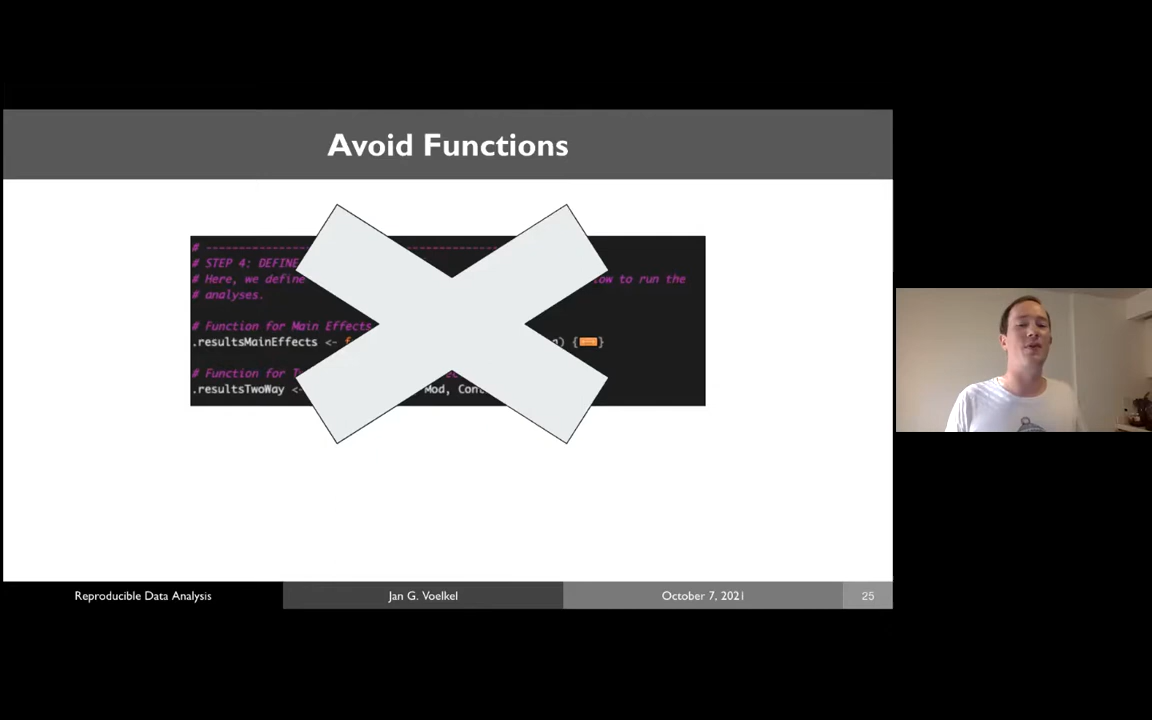 Avoid Functions
# --------------------------------
# STEP 4: DEFINE
# Here, we define ow to run the
# analyses.
# Function for Main Effects
.resultsMainEffects <- ) {}
# Function for
.resultsTwoWay <- Mod,
Reproducible Data Analysis
Jan G. Voelkel
October 7, 2021
25